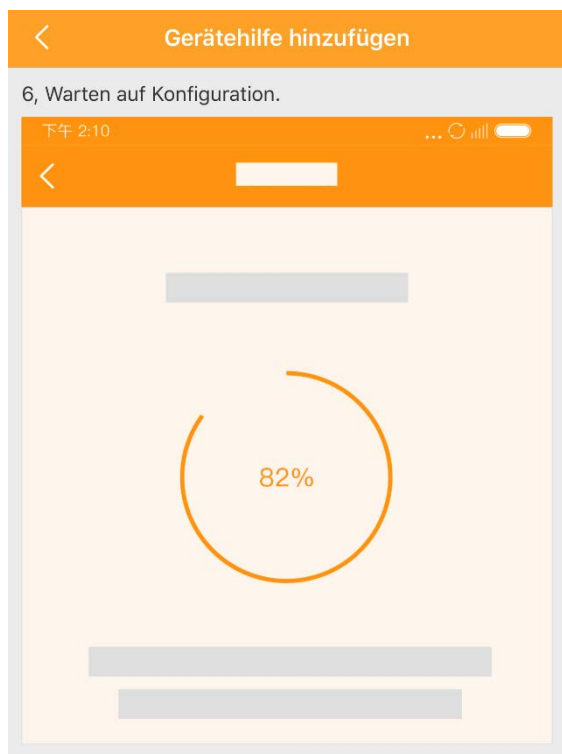 Gerätehilfe hinzufügen
6, Warten auf Konfiguration.
下午 2:10
82%